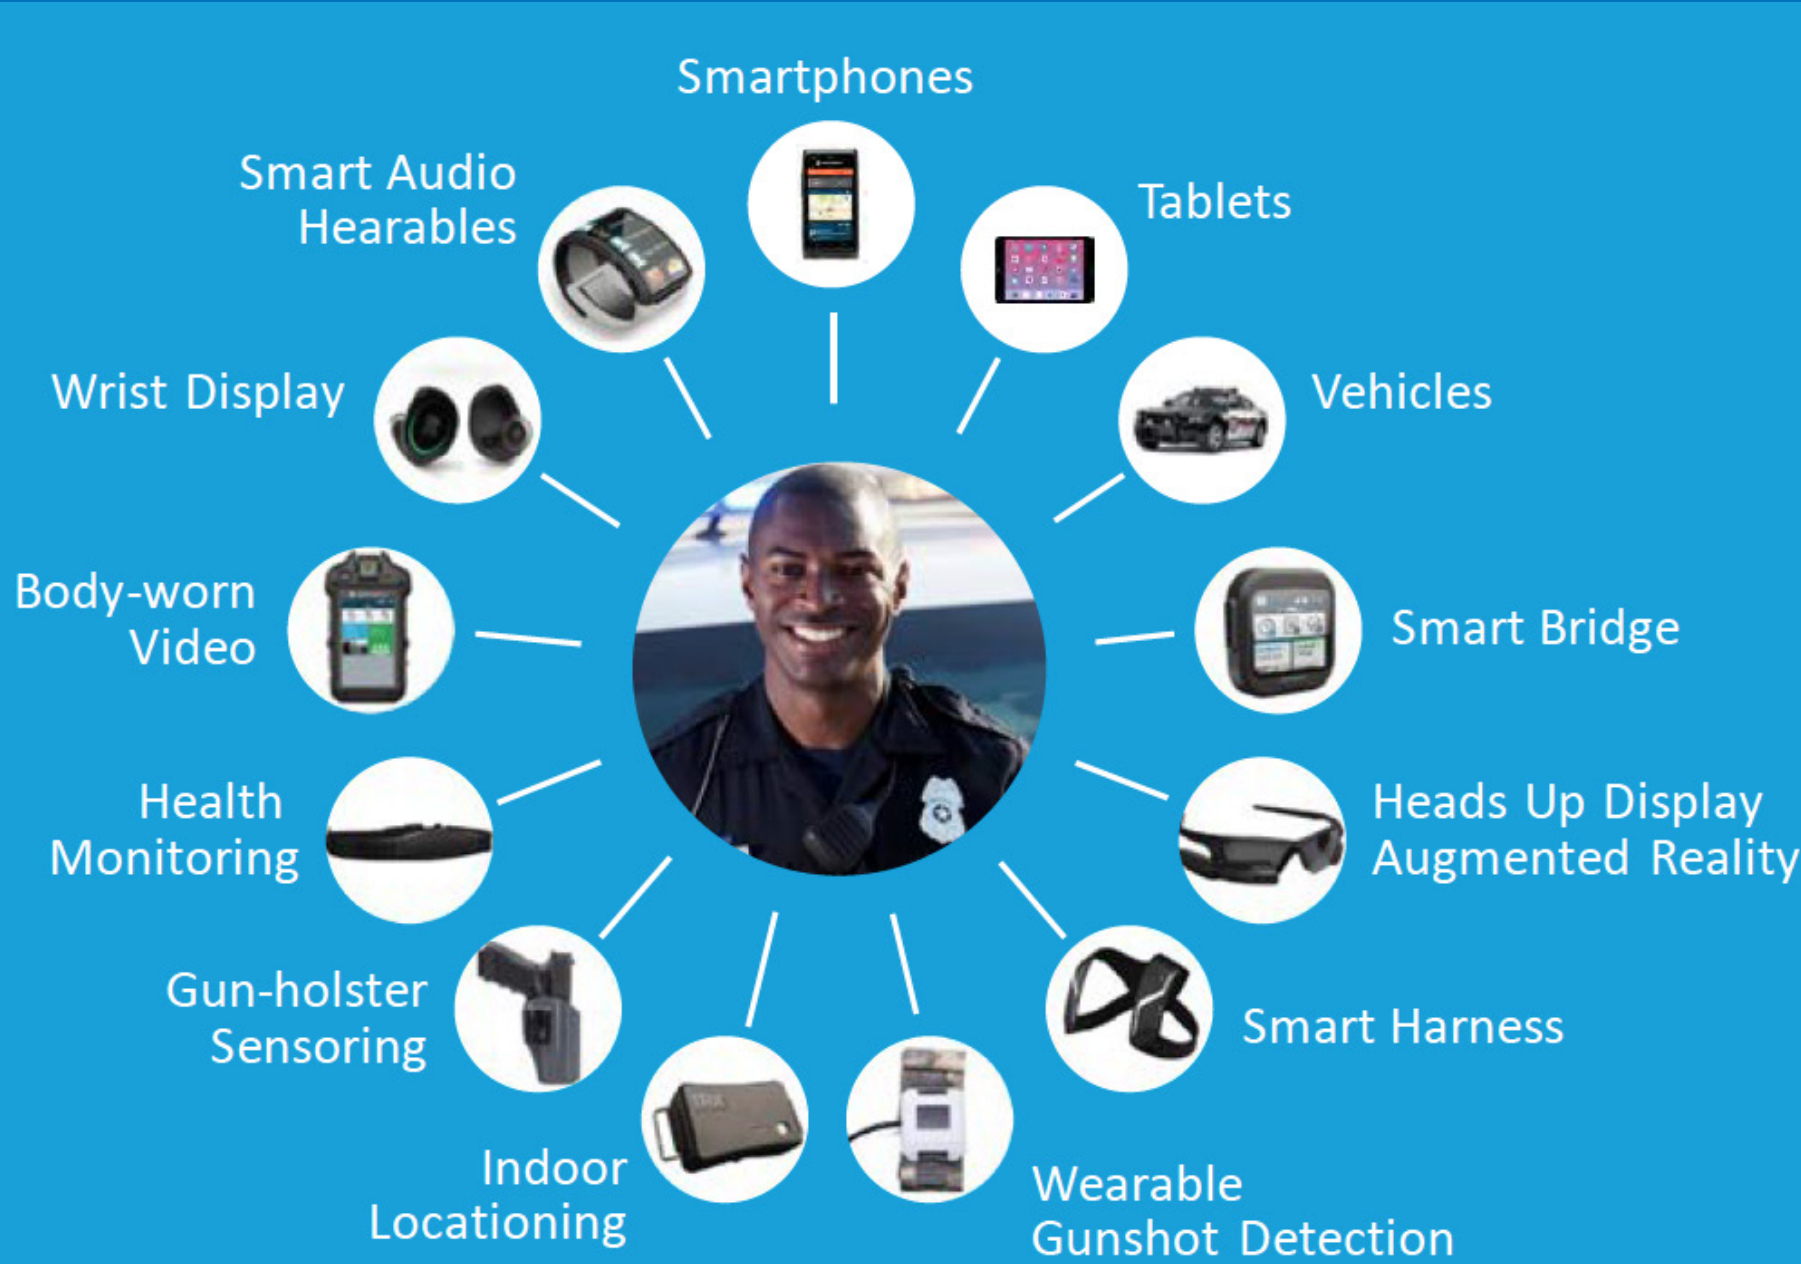 Smartphones
Smart Audio
Hearables
Tablets
Wrist Display
Vehicles
Body-worn
Video
Smart Bridge
Health
Monitoring
Heads Up Display
Augmented Reality
Gun-holster
Sensoring
Smart Harness
Indoor
Locationing
Wearable
Gunshot Detection